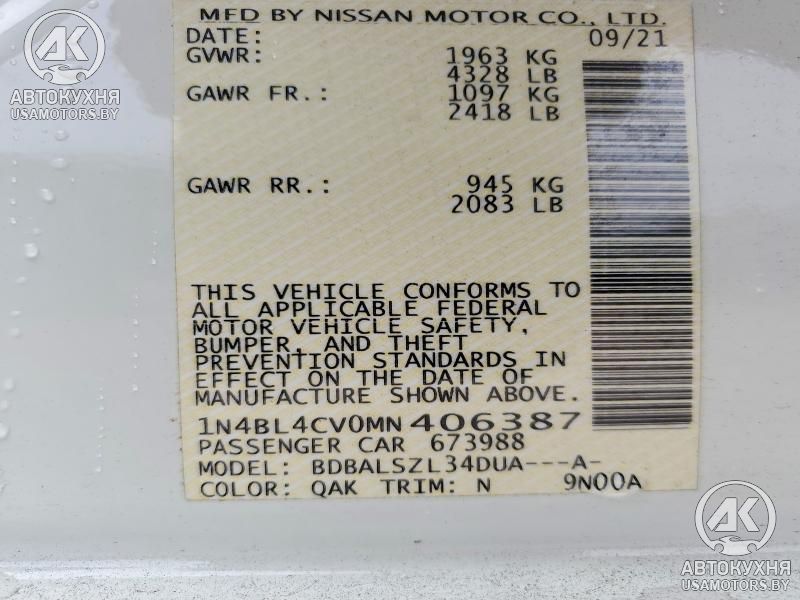 MFD BY NISSAN MOTOR CO., LTD.
DATE: 09/21
GVWR: 1963 KG
4328 LB
GAWR FR.: 1097 KG
2418 LB
GAWR RR.: 945 KG
2083 LB
THIS VEHICLE CONFORMS TO
ALL APPLICABLE FEDERAL
MOTOR VEHICLE SAFETY,
BUMPER, AND THEFT
PREVENTION STANDARDS IN
EFFECT ON THE DATE OF
MANUFACTURE SHOWN ABOVE.
1N4BL4CV0MN406387
PASSENGER CAR 673988
MODEL: BDBALSZL34DUA---A-
COLOR: QAK TRIM: N 9N00A
AK
АВТОКУХНЯ
USAMOTORS.BY
AK
АВТОКУХНЯ
USAMOTORS.BY